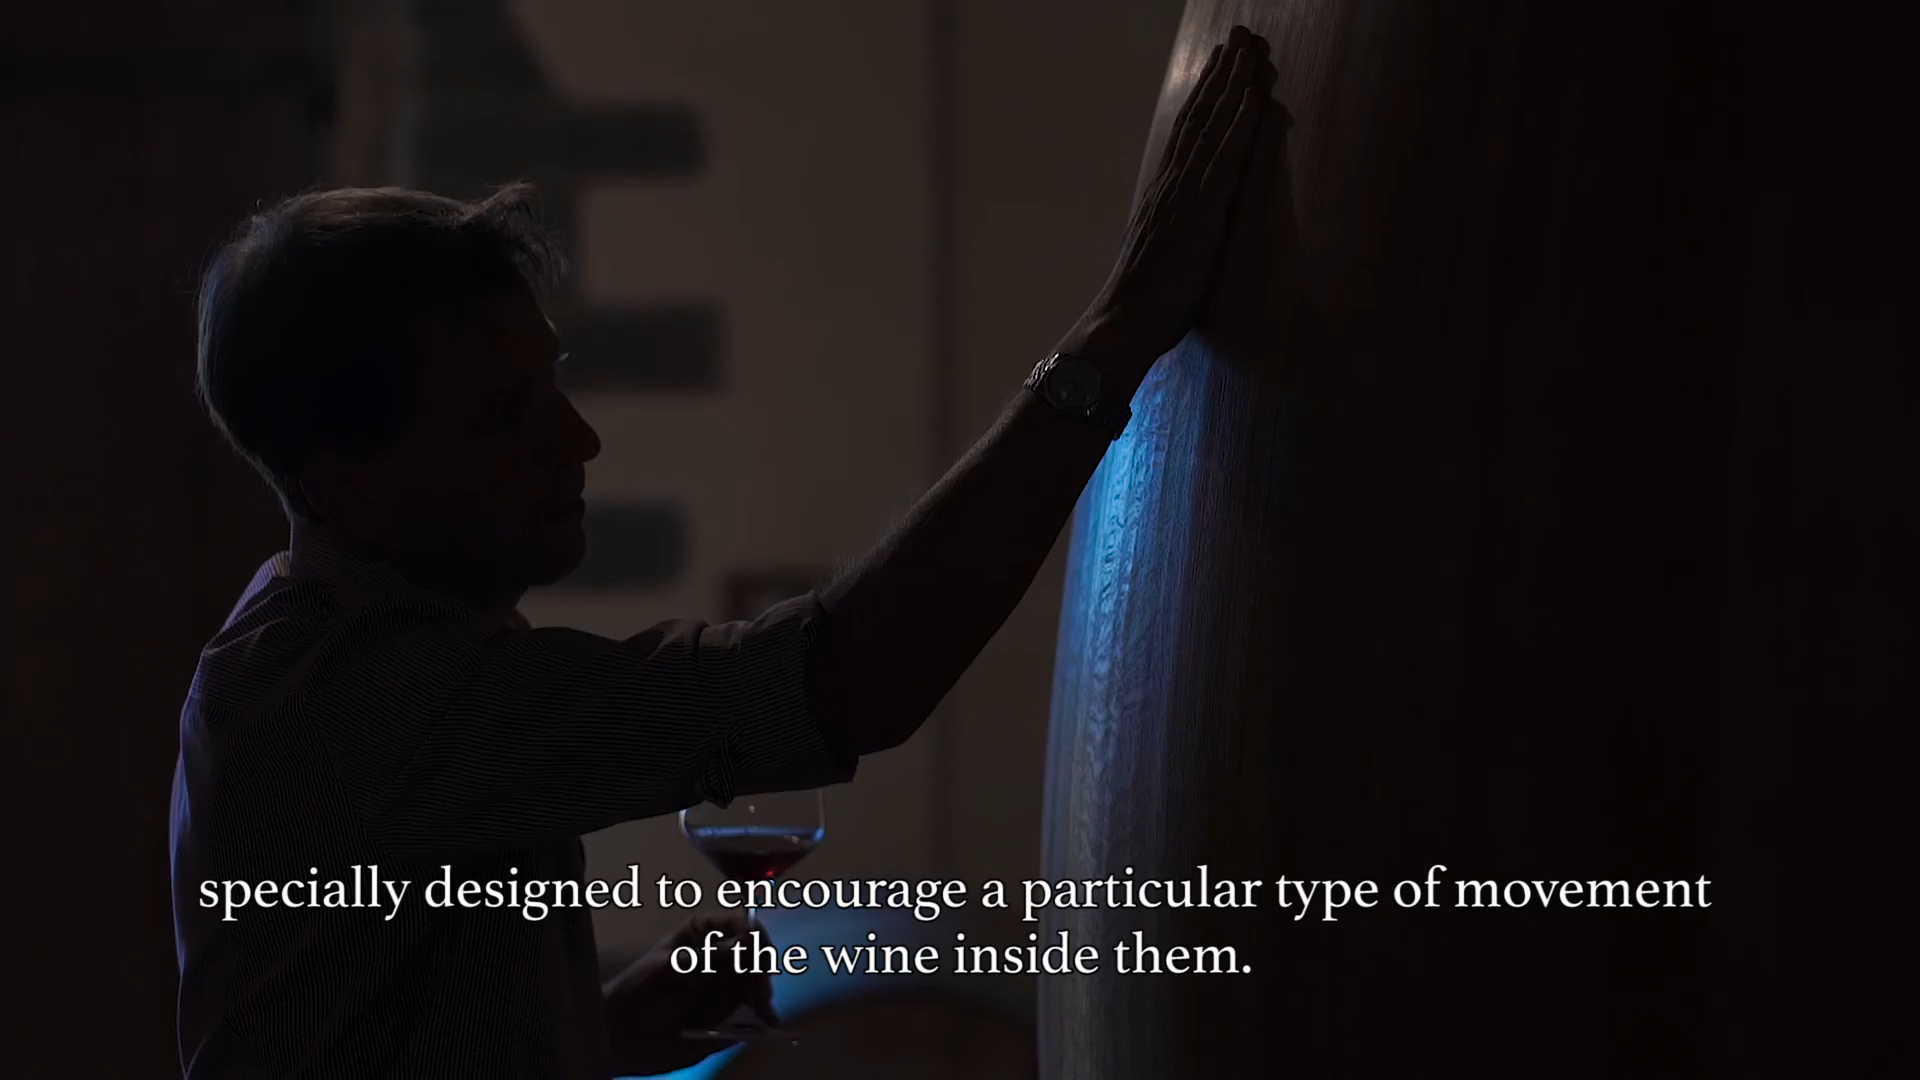 specially designed to encourage a particular type of movement
of the wine inside them.